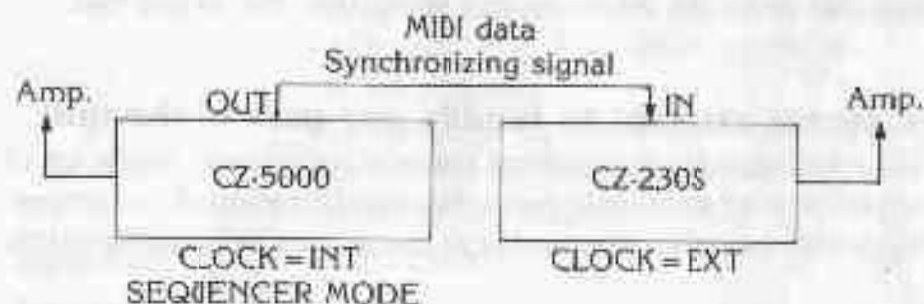 MIDI data
Synchronizing signal
Amp.
OUT
IN
Amp.
CZ-5000
CZ-230S
CLOCK=INT
CLOCK=EXT
SEQUENCER MODE